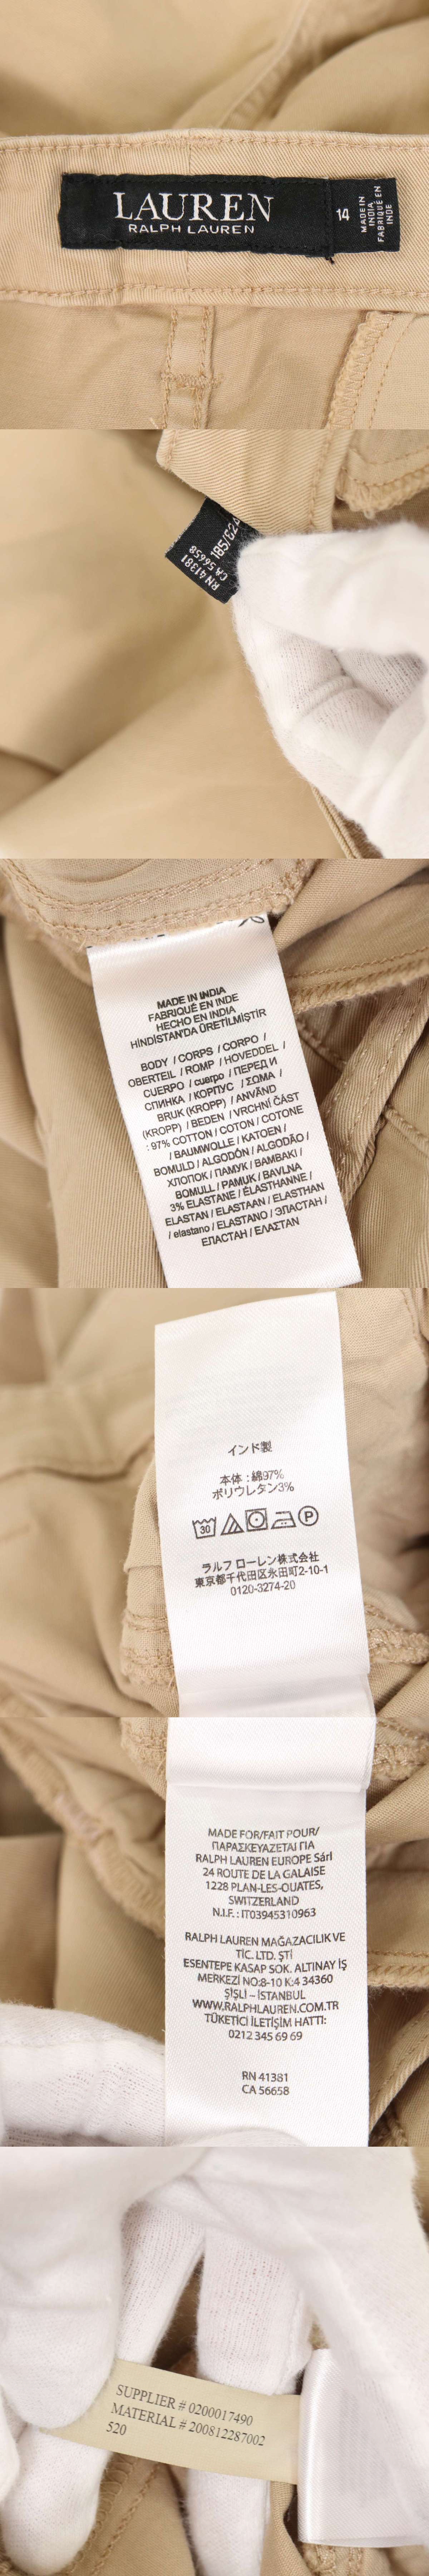 LAUREN
RALPH LAUREN
14
MADE IN
INDIA
FABRIQUÉ EN
INDE
185/62A
CA 56658
RN 41381
MADE IN INDIA
FABRIQUÉ EN INDE
HECHO EN INDIA
HİNDİSTAN'DA ÜRETİLMİŞTİR
BODY / CORPS / CORPO /
OBERTEIL / ROMP / HOVEDDEL /
CUERPO / cuerpo / ПЕРЕД И
СПИНКА / КОРПУС / ΣΩΜΑ /
BRUK (KROPP) / ANVÄND
(KROPP) / BEDEN / VRCHNÍ ČÁST
: 97% COTTON / COTON / COTONE
/ BAUMWOLLE / KATOEN /
BOMULD / ALGODÓN / ALGODÃO /
ХЛОПОК / ПАМУК / ΒΑΜΒΑΚΙ /
BOMULL / PAMUK / BAVLNA
3% ELASTANE / ÉLASTHANNE /
/ ELASTAN / ELASTAAN / ELASTHAN
/ elastano / ELASTANO / ЭЛАСТАН /
ЕЛАСТАН / ΕΛΑΣΤΑΝ
インド製
本体 : 綿97%
ポリウレタン3%
30
P
ラルフ ローレン株式会社
東京都千代田区永田町2-10-1
0120-3274-20
MADE FOR/FAIT POUR/
ΠΑΡΑΣΚΕΥΑΖΕΤΑΙ ΓΙΑ
RALPH LAUREN EUROPE Sárl
24 ROUTE DE LA GALAISE
1228 PLAN-LES-OUATES,
SWITZERLAND
N.I.F. : IT03945310963
RALPH LAUREN MAĞAZACILIK VE
TİC. LTD. ŞTİ
ESENTEPE KASAP SOK. ALTINAY İŞ
MERKEZİ NO:8-10 K:4 34360
ŞİŞLİ – İSTANBUL
WWW.RALPHLAUREN.COM.TR
TÜKETİCİ İLETİŞİM HATTI:
0212 345 69 69
RN 41381
CA 56658
SUPPLIER # 0200017490
MATERIAL # 200812287002
520